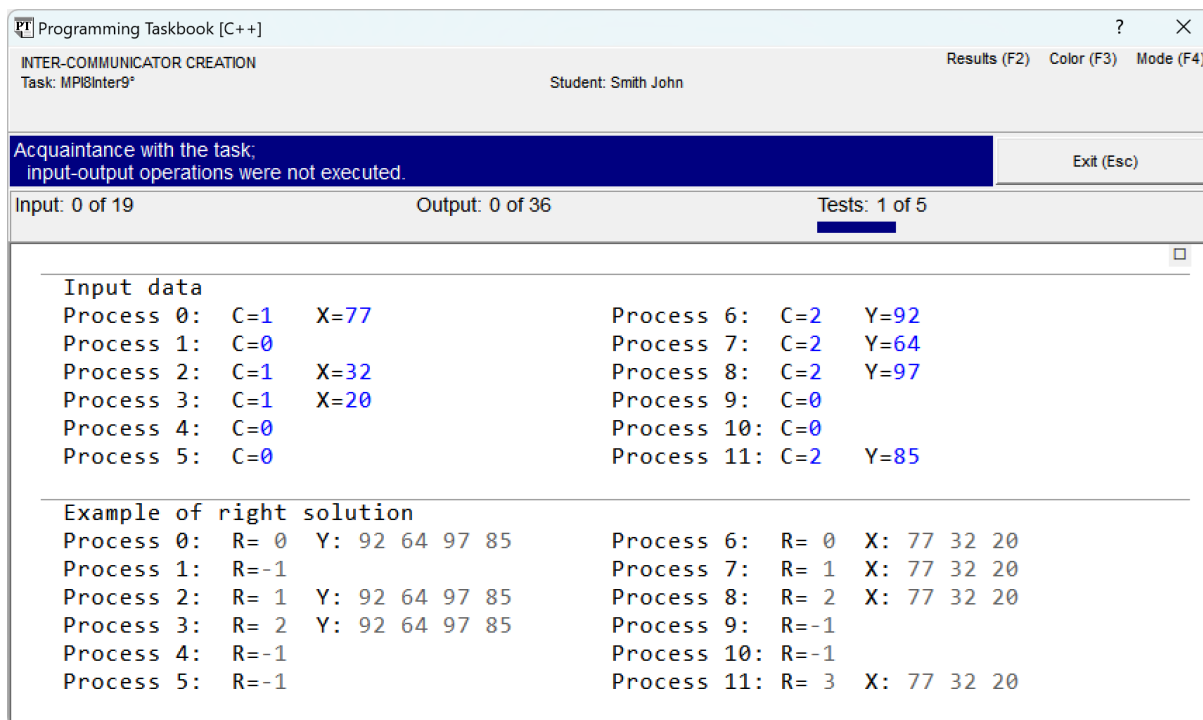 PT Programming Taskbook [C++] ? ×
INTER-COMMUNICATOR CREATION Results (F2) Color (F3) Mode (F4)
Task: MPI8Inter9° Student: Smith John
Acquaintance with the task;
input-output operations were not executed.
Exit (Esc)
Input: 0 of 19 Output: 0 of 36 Tests: 1 of 5
Input data
Process 0: C=1 X=77 Process 6: C=2 Y=92
Process 1: C=0 Process 7: C=2 Y=64
Process 2: C=1 X=32 Process 8: C=2 Y=97
Process 3: C=1 X=20 Process 9: C=0
Process 4: C=0 Process 10: C=0
Process 5: C=0 Process 11: C=2 Y=85
Example of right solution
Process 0: R= 0 Y: 92 64 97 85 Process 6: R= 0 X: 77 32 20
Process 1: R=-1 Process 7: R= 1 X: 77 32 20
Process 2: R= 1 Y: 92 64 97 85 Process 8: R= 2 X: 77 32 20
Process 3: R= 2 Y: 92 64 97 85 Process 9: R=-1
Process 4: R=-1 Process 10: R=-1
Process 5: R=-1 Process 11: R= 3 X: 77 32 20